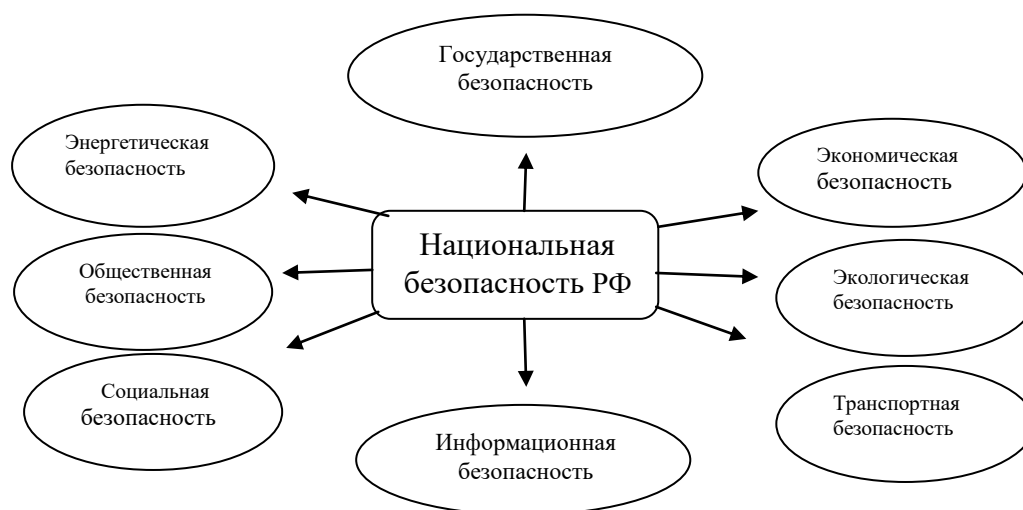 Государственная
безопасность
Энергетическая
безопасность
Экономическая
безопасность
Национальная
безопасность РФ
Общественная
безопасность
Экологическая
безопасность
Социальная
безопасность
Информационная
безопасность
Транспортная
безопасность